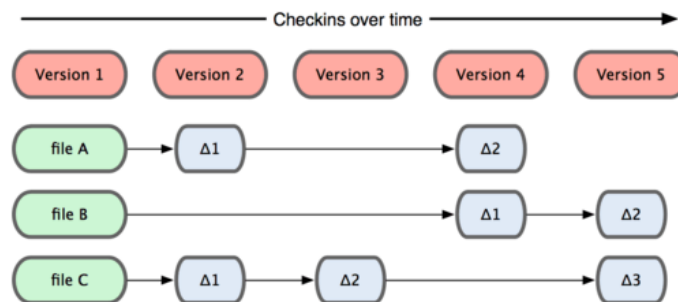 Checkins over time
Version 1 Version 2 Version 3 Version 4 Version 5
file A Δ1 Δ2
file B Δ1 Δ2
file C Δ1 Δ2 Δ3